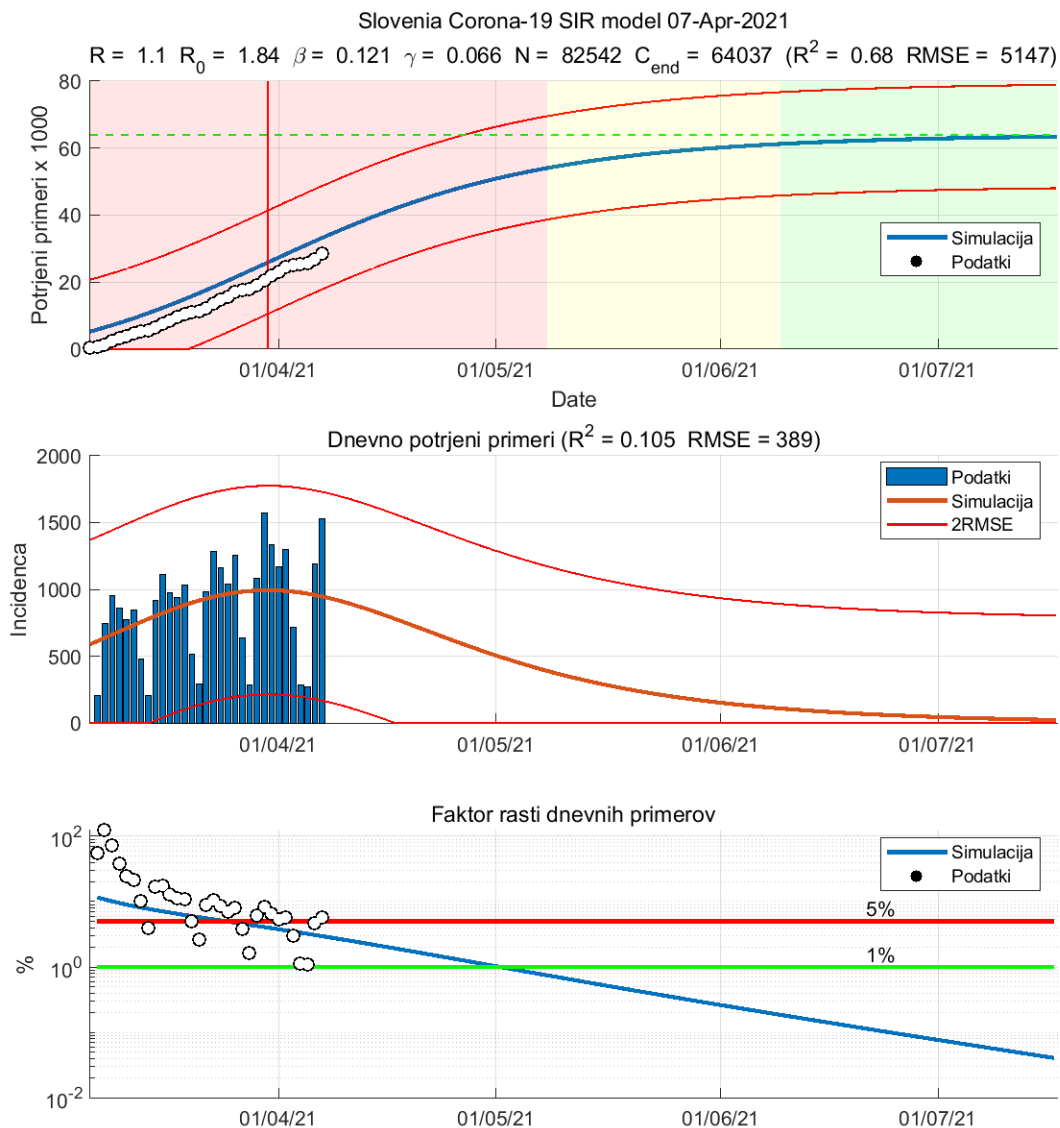 Slovenia Corona-19 SIR model 07-Apr-2021
R = 1.1 R0 = 1.84 β = 0.121 γ = 0.066 N = 82542 Cend = 64037 (R² = 0.68 RMSE = 5147)
Potrjeni primeri x 1000
80
60
40
20
0
Simulacija
Podatki
01/04/21 01/05/21 01/06/21 01/07/21
Date
Dnevno potrjeni primeri (R² = 0.105 RMSE = 389)
Incidenca
2000
1500
1000
500
0
Podatki
Simulacija
2RMSE
01/04/21 01/05/21 01/06/21 01/07/21
Faktor rasti dnevnih primerov
%
10²
10⁰
10⁻²
Simulacija
Podatki
5%
1%
01/04/21 01/05/21 01/06/21 01/07/21